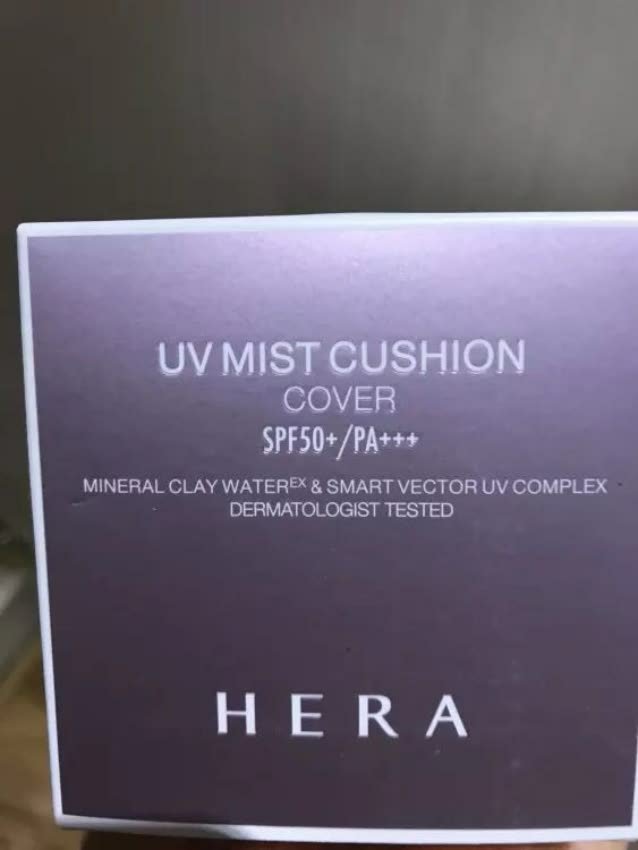 UV MIST CUSHION
COVER
SPF50+/PA+++
MINERAL CLAY WATEREX & SMART VECTOR UV COMPLEX
DERMATOLOGIST TESTED
HERA